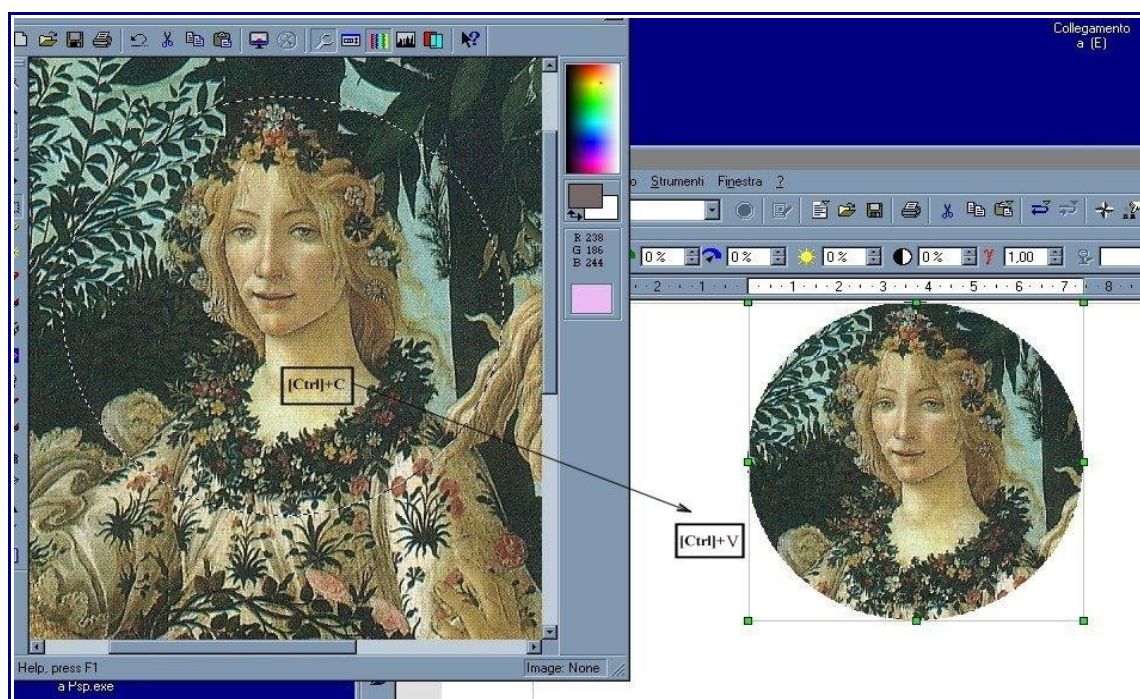 Collegamento
a (E)
Strumenti Finestra ?
R 238
G 186
B 244
0 % 0 % 0 % 0 % 1,00
2 1 1 2 3 4 5 6 7 8
[Ctrl]+C
[Ctrl]+V
Help, press F1
Image: None
a Psp.exe